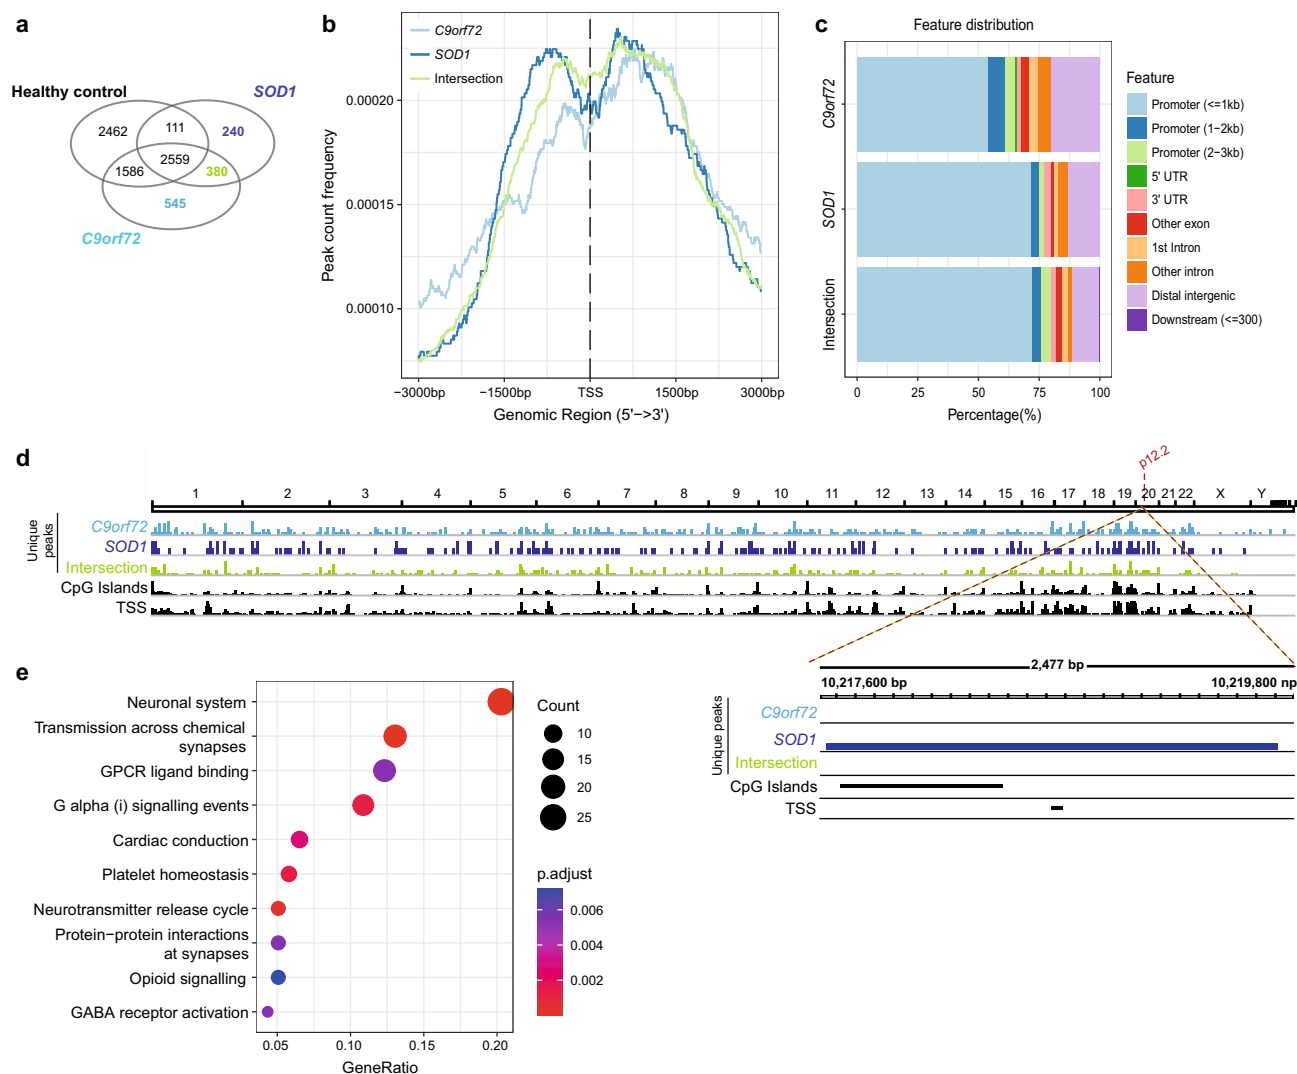 a
Healthy control
SOD1
2462
111
240
2559
1586
380
545
C9orf72
b
C9orf72
SOD1
Intersection
Peak count frequency
0.00020
0.00015
0.00010
−3000bp
−1500bp
TSS
1500bp
3000bp
Genomic Region (5'−>3')
c
Feature distribution
C9orf72
SOD1
Intersection
0
25
50
75
100
Percentage(%)
Feature
Promoter (<=1kb)
Promoter (1−2kb)
Promoter (2−3kb)
5' UTR
3' UTR
Other exon
1st Intron
Other intron
Distal intergenic
Downstream (<=300)
d
p12.2
1 2 3 4 5 6 7 8 9 10 11 12 13 14 15 16 17 18 19 20 21 22 X Y
Unique peaks
C9orf72
SOD1
Intersection
CpG Islands
TSS
2,477 bp
10,217,600 bp
10,219,800 np
Unique peaks
C9orf72
SOD1
Intersection
CpG Islands
TSS
e
Neuronal system
Transmission across chemical
synapses
GPCR ligand binding
G alpha (i) signalling events
Cardiac conduction
Platelet homeostasis
Neurotransmitter release cycle
Protein−protein interactions
at synapses
Opioid signalling
GABA receptor activation
0.05
0.10
0.15
0.20
GeneRatio
Count
10
15
20
25
p.adjust
0.006
0.004
0.002